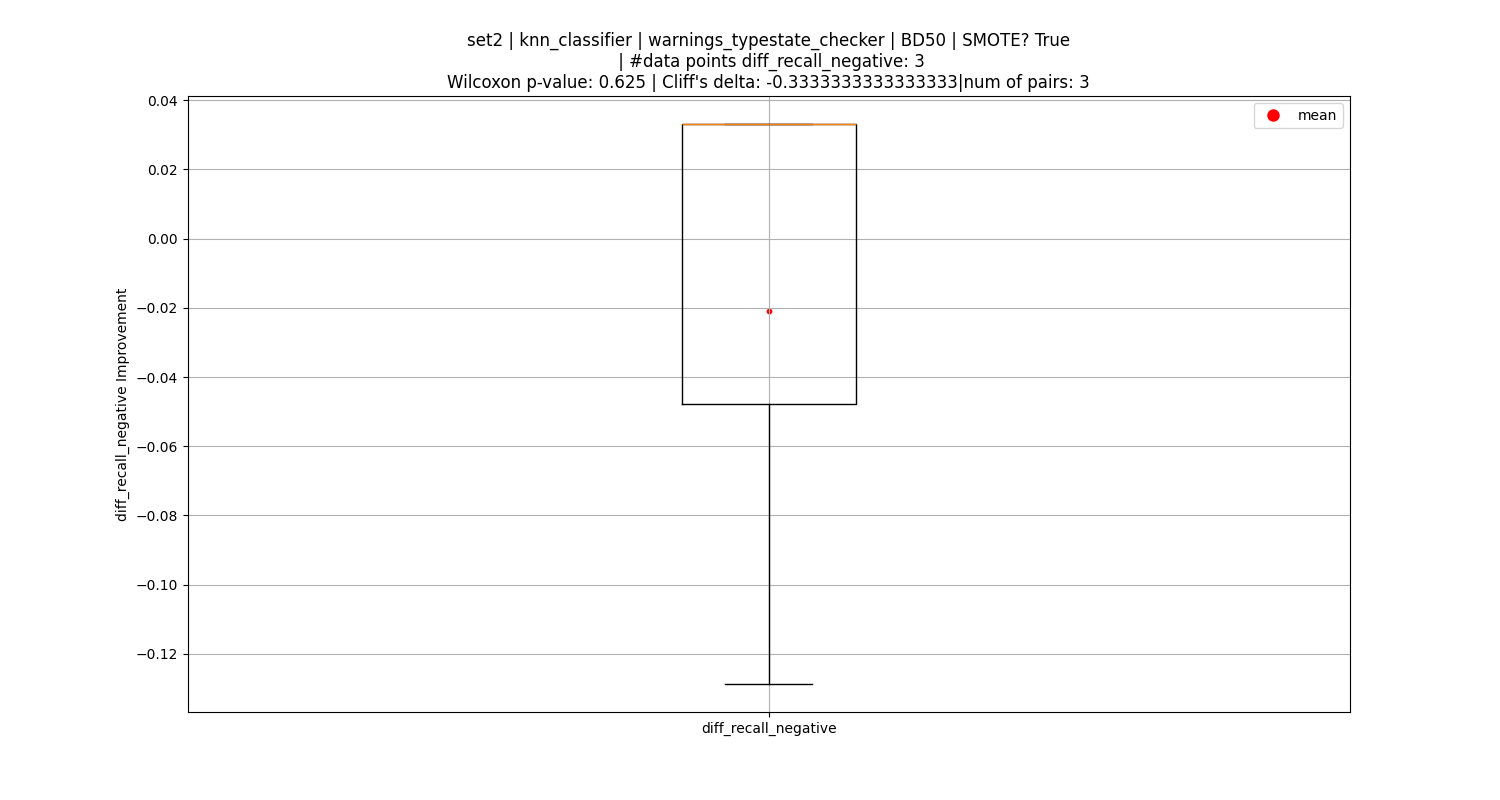 set2 | knn_classifier | warnings_typestate_checker | BD50 | SMOTE? True
| #data points diff_recall_negative: 3
Wilcoxon p-value: 0.625 | Cliff's delta: -0.3333333333333333|num of pairs: 3
0.04
mean
0.02
0.00
−0.02
−0.04
−0.06
−0.08
−0.10
−0.12
diff_recall_negative Improvement
diff_recall_negative